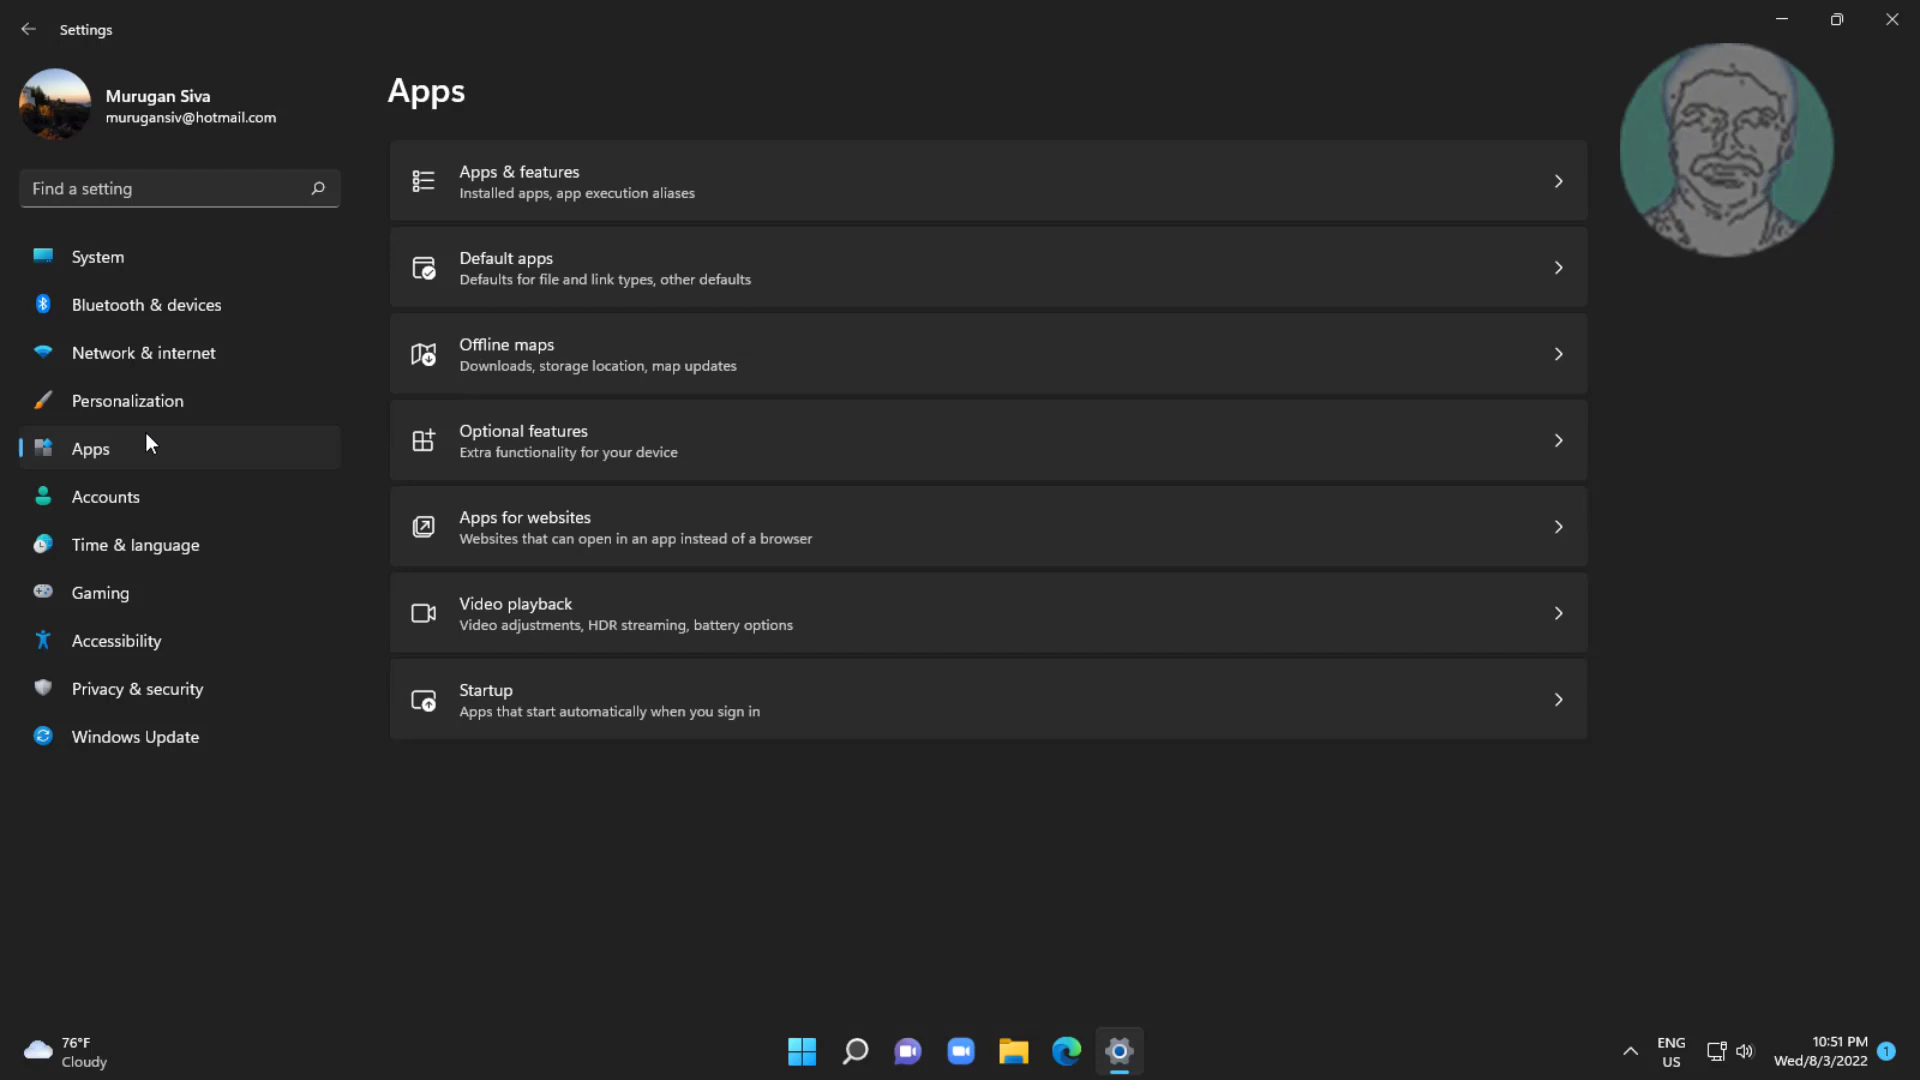 Settings
Murugan Siva
murugansiv@hotmail.com
Find a setting
System
Bluetooth & devices
Network & internet
Personalization
Apps
Accounts
Time & language
Gaming
Accessibility
Privacy & security
Windows Update
Apps
Apps & features
Installed apps, app execution aliases
Default apps
Defaults for file and link types, other defaults
Offline maps
Downloads, storage location, map updates
Optional features
Extra functionality for your device
Apps for websites
Websites that can open in an app instead of a browser
Video playback
Video adjustments, HDR streaming, battery options
Startup
Apps that start automatically when you sign in
76°F
Cloudy
ENG
US
10:51 PM
Wed/8/3/2022
1